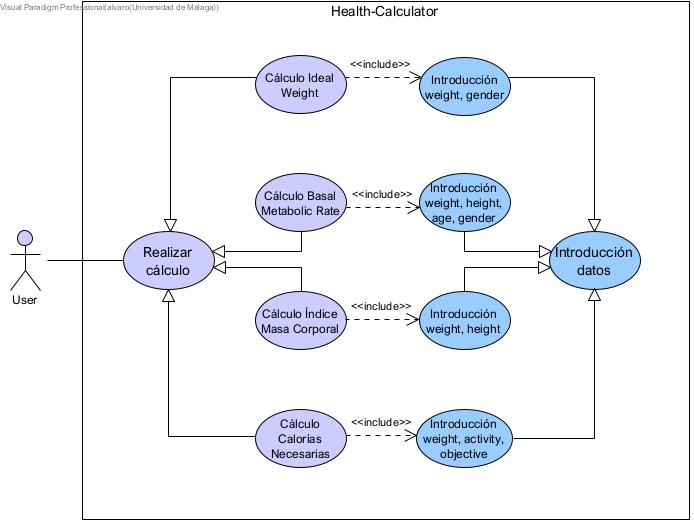 Visual Paradigm Professional(alvaro(Universidad de Málaga))
Health-Calculator
Cálculo Ideal
Weight
<<include>>
Introducción
weight, gender
Cálculo Basal
Metabolic Rate
<<include>>
Introducción
weight, height,
age, gender
User
Realizar
cálculo
Introducción
datos
Cálculo Índice
Masa Corporal
<<include>>
Introducción
weight, height
Cálculo
Calorías
Necesarias
<<include>>
Introducción
weight, activity,
objective